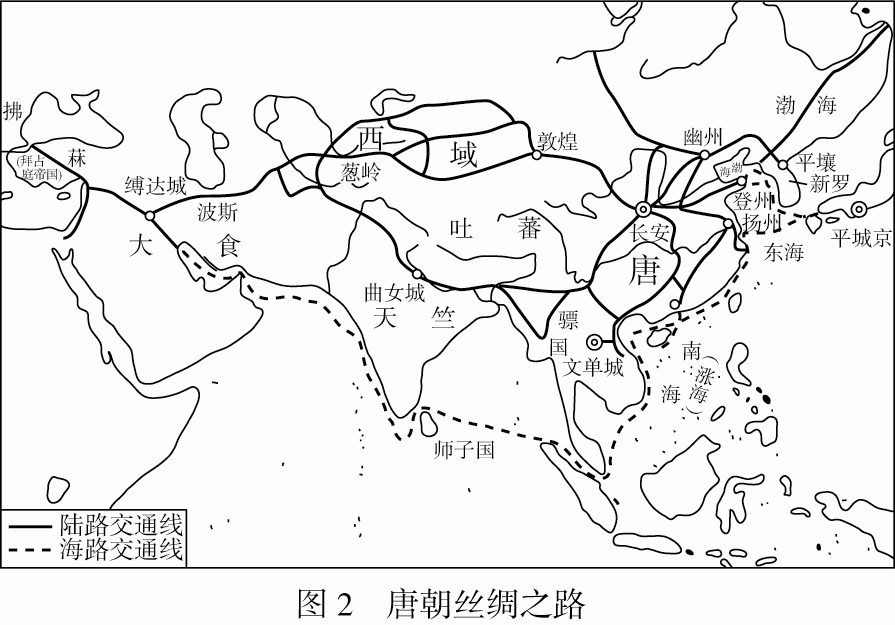 拂
菻
(拜占
庭帝国)
缚达城
波斯
大
食
西
域
葱岭
敦煌
吐
蕃
曲女城
天
竺
师子国
骠
国
文单城
长安
唐
幽州
渤
海
渤
海
平壤
新罗
登州
扬州
东海
平城京
南
海
(涨海)
陆路交通线
海路交通线
图2 唐朝丝绸之路